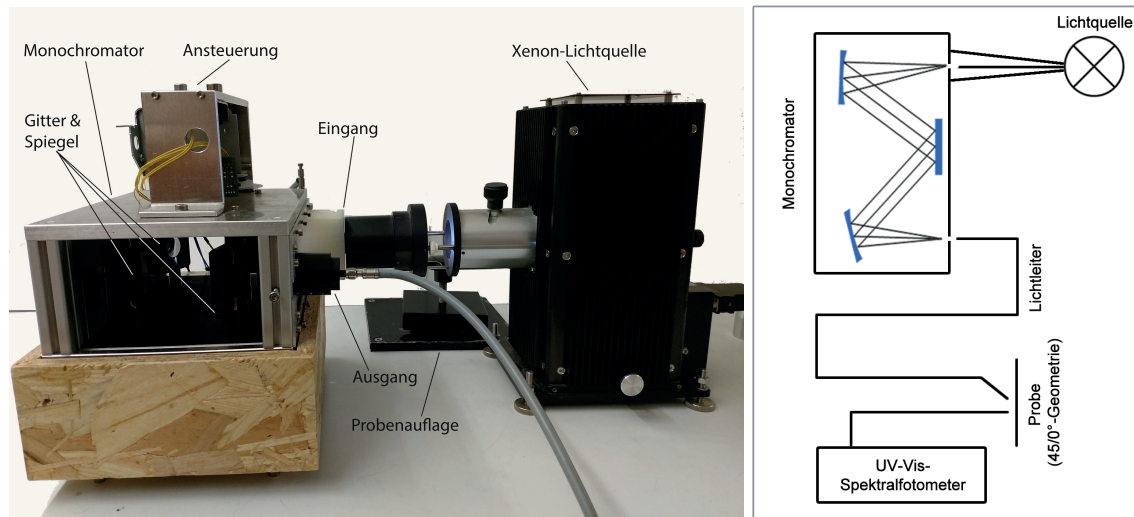 Monochromator
Ansteuerung
Xenon-Lichtquelle
Gitter &
Spiegel
Eingang
Ausgang
Probenauflage
Lichtquelle
Monochromator
Lichtleiter
Probe
(45/0°-Geometrie)
UV-Vis-
Spektralfotometer